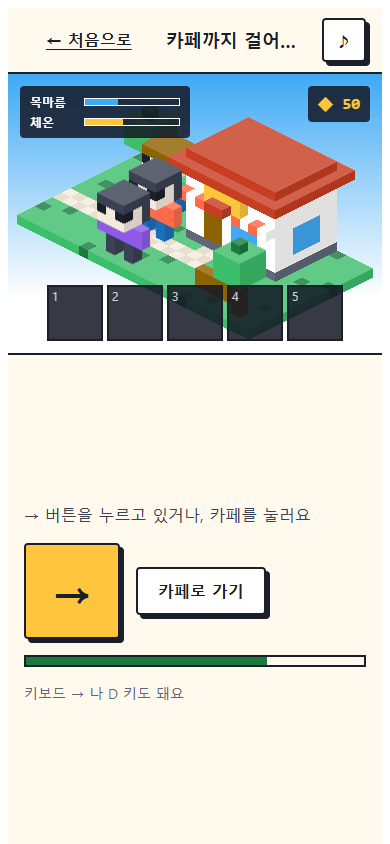 ← 처음으로
카페까지 걸어...
♪
목마름
체온
◆ 50
1
2
3
4
5
→ 버튼을 누르고 있거나, 카페를 눌러요
→
카페로 가기
키보드 → 나 D 키도 돼요